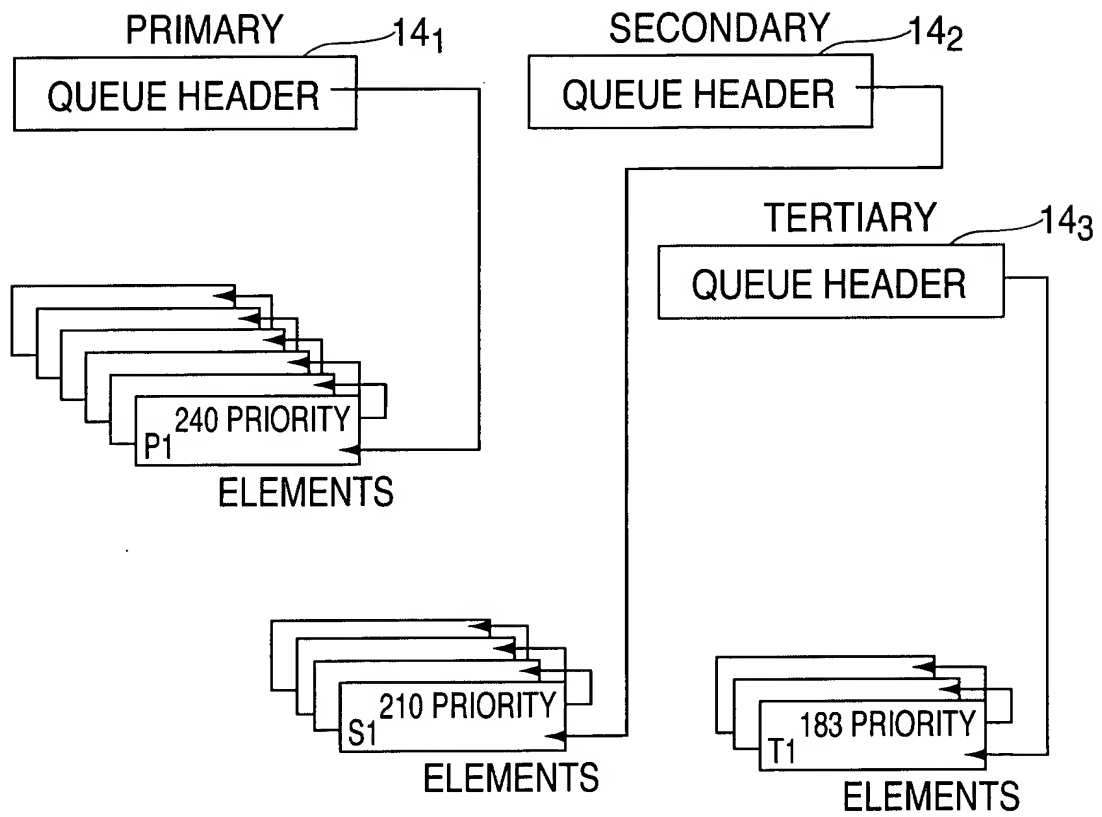 PRIMARY 14₁
QUEUE HEADER
SECONDARY 14₂
QUEUE HEADER
TERTIARY 14₃
QUEUE HEADER
240 PRIORITY
P1
ELEMENTS
210 PRIORITY
S1
ELEMENTS
183 PRIORITY
T1
ELEMENTS